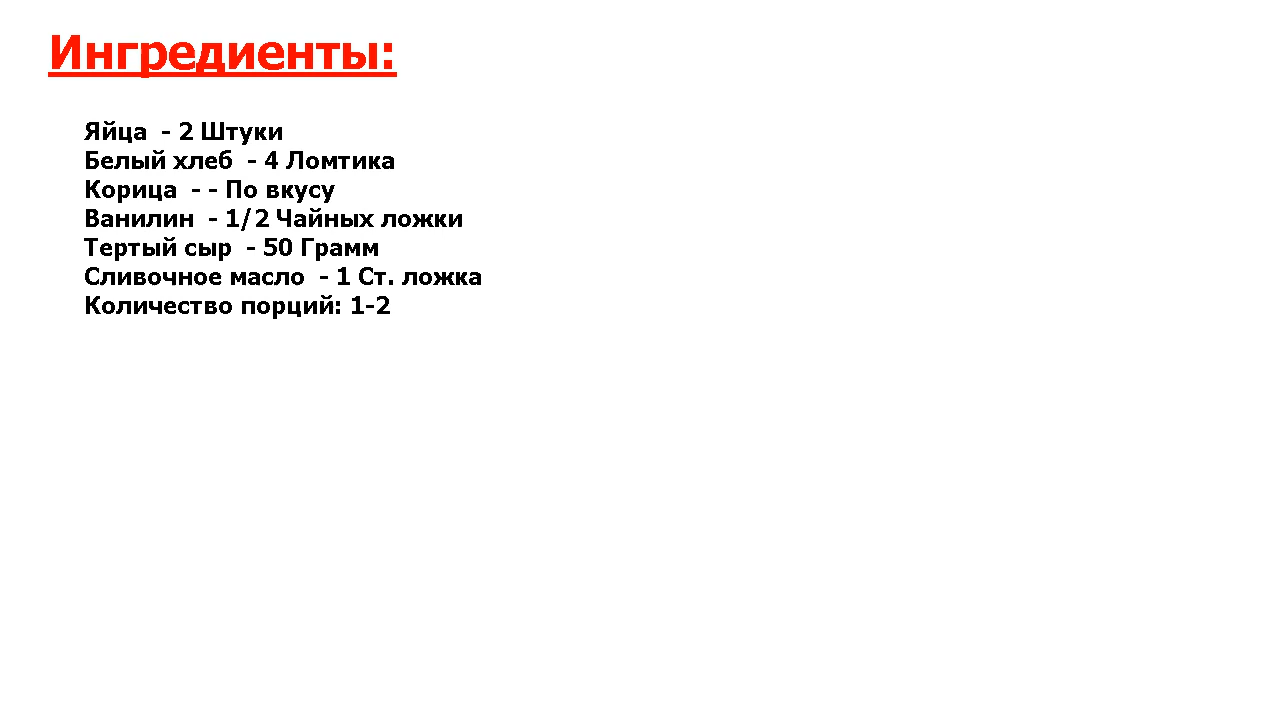 Ингредиенты:
Яйца  - 2 Штуки
Белый хлеб  - 4 Ломтика
Корица  - - По вкусу
Ванилин  - 1/2 Чайных ложки
Тертый сыр  - 50 Грамм
Сливочное масло  - 1 Ст. ложка
Количество порций: 1-2